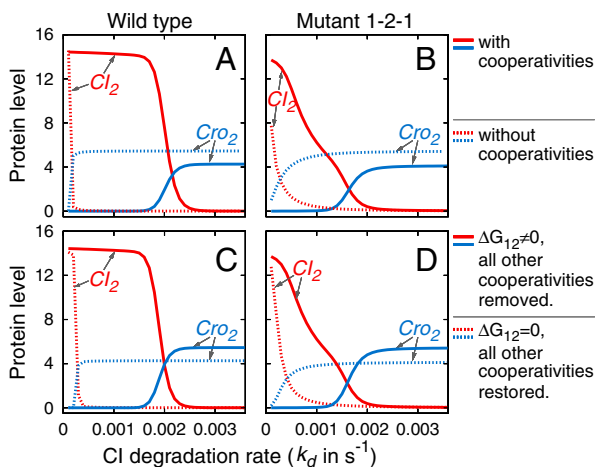 Wild type
Mutant 1-2-1
Protein level
16
12
8
4
0
A
CI2
Cro2
B
CI2
Cro2
with
cooperativities
without
cooperativities
Protein level
16
12
8
4
0
C
CI2
Cro2
D
CI2
Cro2
ΔG12≠0,
all other
cooperativities
removed.
ΔG12=0,
all other
cooperativities
restored.
0 0.001 0.002 0.003
0 0.001 0.002 0.003
CI degradation rate (kd in s-1)